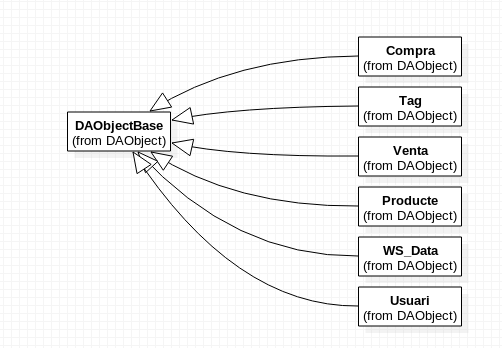 Compra
(from DAObject)
Tag
(from DAObject)
DAObjectBase
(from DAObject)
Venta
(from DAObject)
Producte
(from DAObject)
WS_Data
(from DAObject)
Usuari
(from DAObject)